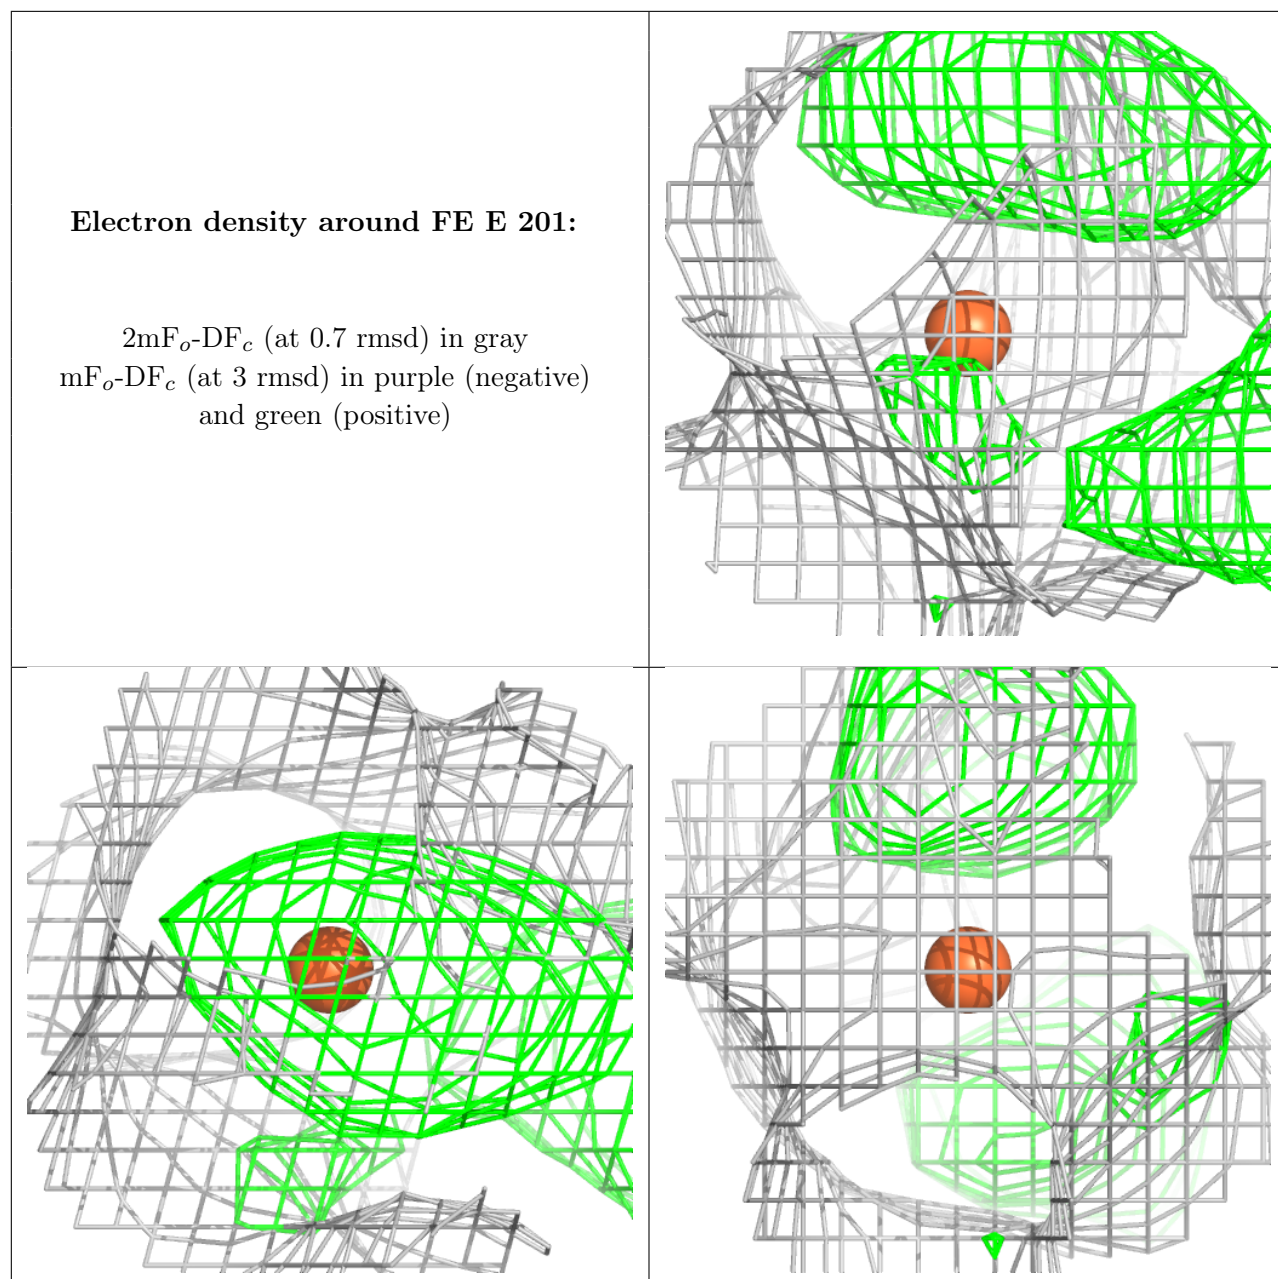 Electron density around FE E 201:
2mFo-DFc (at 0.7 rmsd) in gray
mFo-DFc (at 3 rmsd) in purple (negative)
and green (positive)